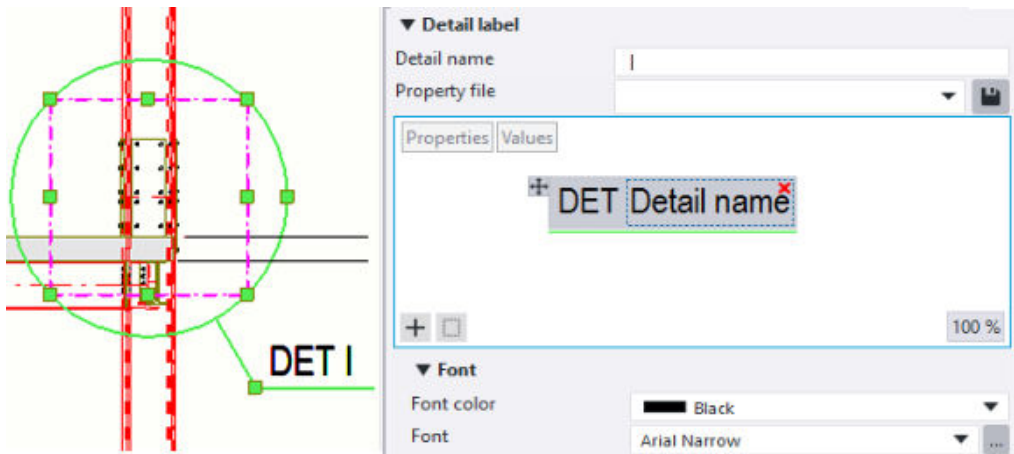 DET I
Detail label
Detail name
I
Property file
Properties Values
DET Detail name
100 %
Font
Font color
Black
Font
Arial Narrow
...